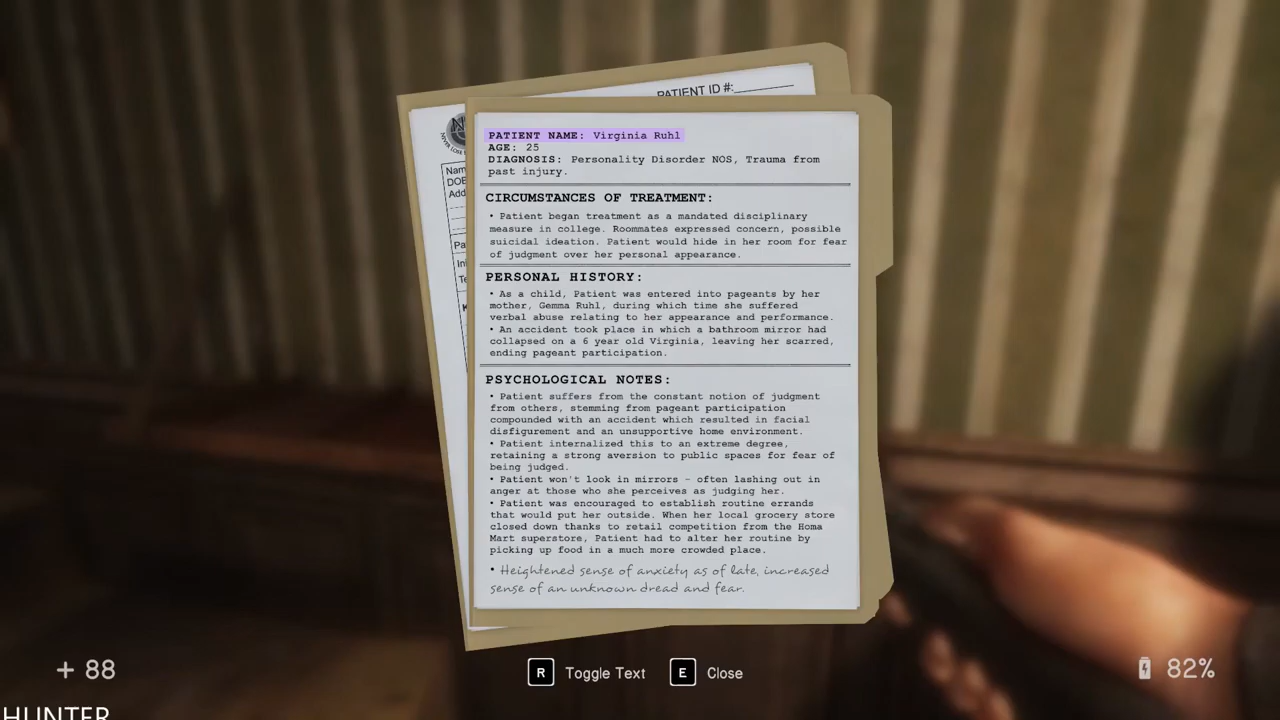 PATIENT ID #:
PATIENT NAME: Virginia Ruhl
AGE: 25
DIAGNOSIS: Personality Disorder NOS, Trauma from
past injury.
CIRCUMSTANCES OF TREATMENT:
• Patient began treatment as a mandated disciplinary
measure in college. Roommates expressed concern, possible
suicidal ideation. Patient would hide in her room for fear
of judgment over her personal appearance.
PERSONAL HISTORY:
• As a child, Patient was entered into pageants by her
mother, Gemma Ruhl, during which time she suffered
verbal abuse relating to her appearance and performance.
• An accident took place in which a bathroom mirror had
collapsed on a 6 year old Virginia, leaving her scarred,
ending pageant participation.
PSYCHOLOGICAL NOTES:
• Patient suffers from the constant notion of judgment
from others, stemming from pageant participation
compounded with an accident which resulted in facial
disfigurement and an unsupportive home environment.
• Patient internalized this to an extreme degree,
retaining a strong aversion to public spaces for fear of
being judged.
• Patient won't look in mirrors – often lashing out in
anger at those who she perceives as judging her.
• Patient was encouraged to establish routine errands
that would put her outside. When her local grocery store
closed down thanks to retail competition from the Homa
Mart superstore, Patient had to alter her routine by
picking up food in a much more crowded place.
• Heightened sense of anxiety as of late, increased
sense of an unknown dread and fear.
+ 88
R Toggle Text E Close
82%
HUNTER